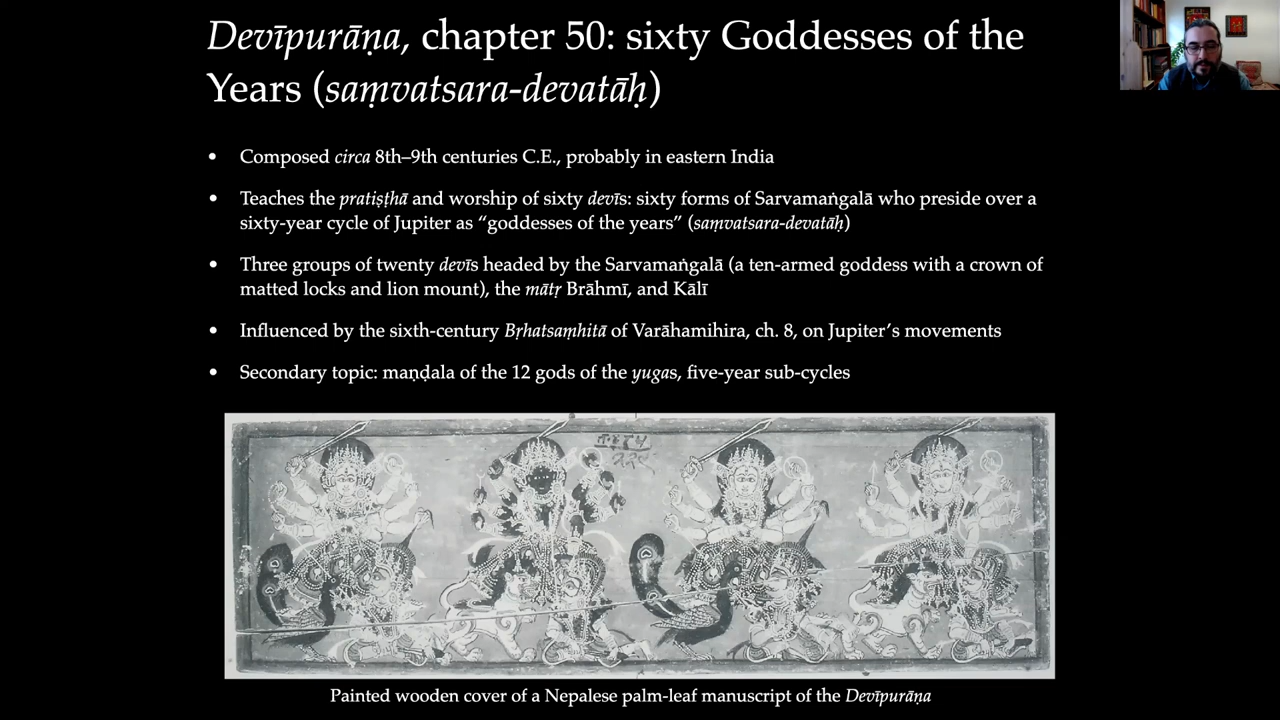 Devīpurāṇa, chapter 50: sixty Goddesses of the
Years (saṃvatsara-devatāḥ)
• Composed circa 8th–9th centuries C.E., probably in eastern India
• Teaches the pratiṣṭhā and worship of sixty devīs: sixty forms of Sarvamaṅgalā who preside over a
sixty-year cycle of Jupiter as “goddesses of the years” (saṃvatsara-devatāḥ)
• Three groups of twenty devīs headed by the Sarvamaṅgalā (a ten-armed goddess with a crown of
matted locks and lion mount), the mātṛ Brāhmī, and Kālī
• Influenced by the sixth-century Bṛhatsaṃhitā of Varāhamihira, ch. 8, on Jupiter’s movements
• Secondary topic: maṇḍala of the 12 gods of the yugas, five-year sub-cycles
Painted wooden cover of a Nepalese palm-leaf manuscript of the Devīpurāṇa